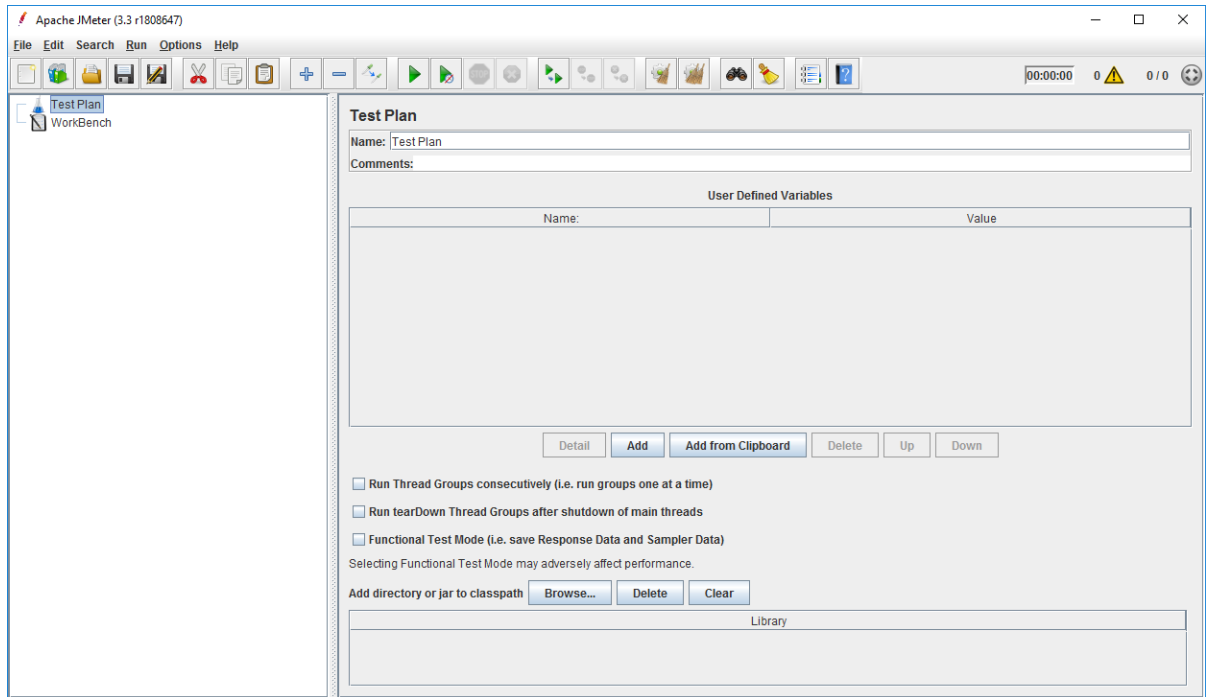 Apache JMeter (3.3 r1808647)
File Edit Search Run Options Help
00:00:00 0 0 / 0
Test Plan
WorkBench
Test Plan
Name: Test Plan
Comments:
User Defined Variables
Name: Value
Detail Add Add from Clipboard Delete Up Down
Run Thread Groups consecutively (i.e. run groups one at a time)
Run tearDown Thread Groups after shutdown of main threads
Functional Test Mode (i.e. save Response Data and Sampler Data)
Selecting Functional Test Mode may adversely affect performance.
Add directory or jar to classpath Browse... Delete Clear
Library